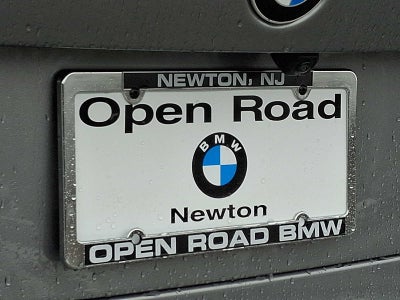 NEWTON, NJ
Open Road
BMW
Newton
OPEN ROAD BMW